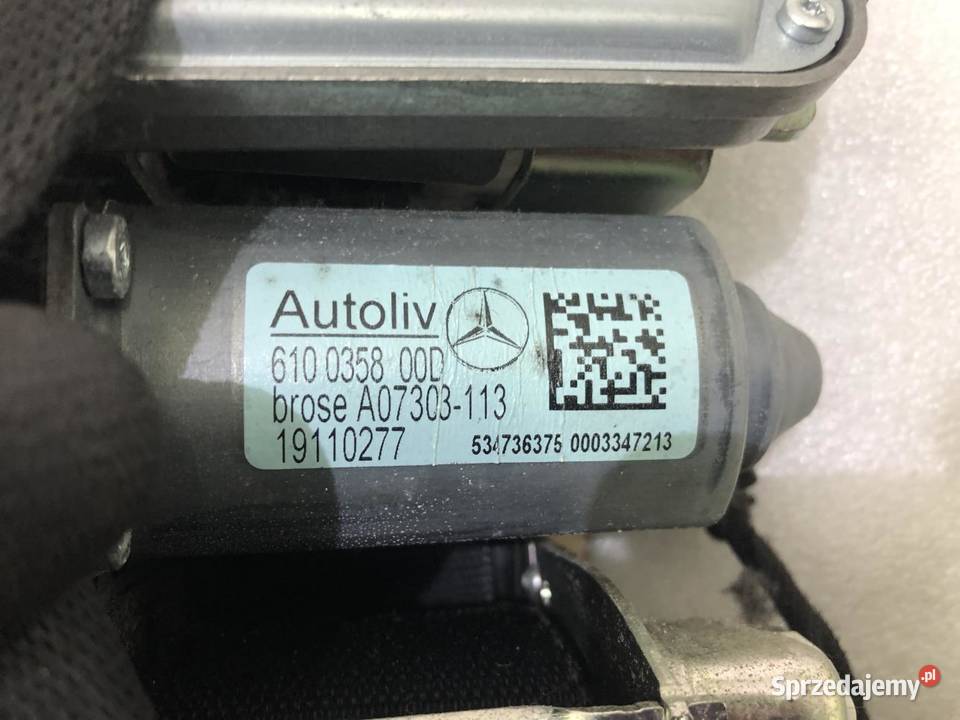 Autoliv
610 0358 00D
brose A07303-113
19110277
534736375 0003347213
Sprzedajemy.pl